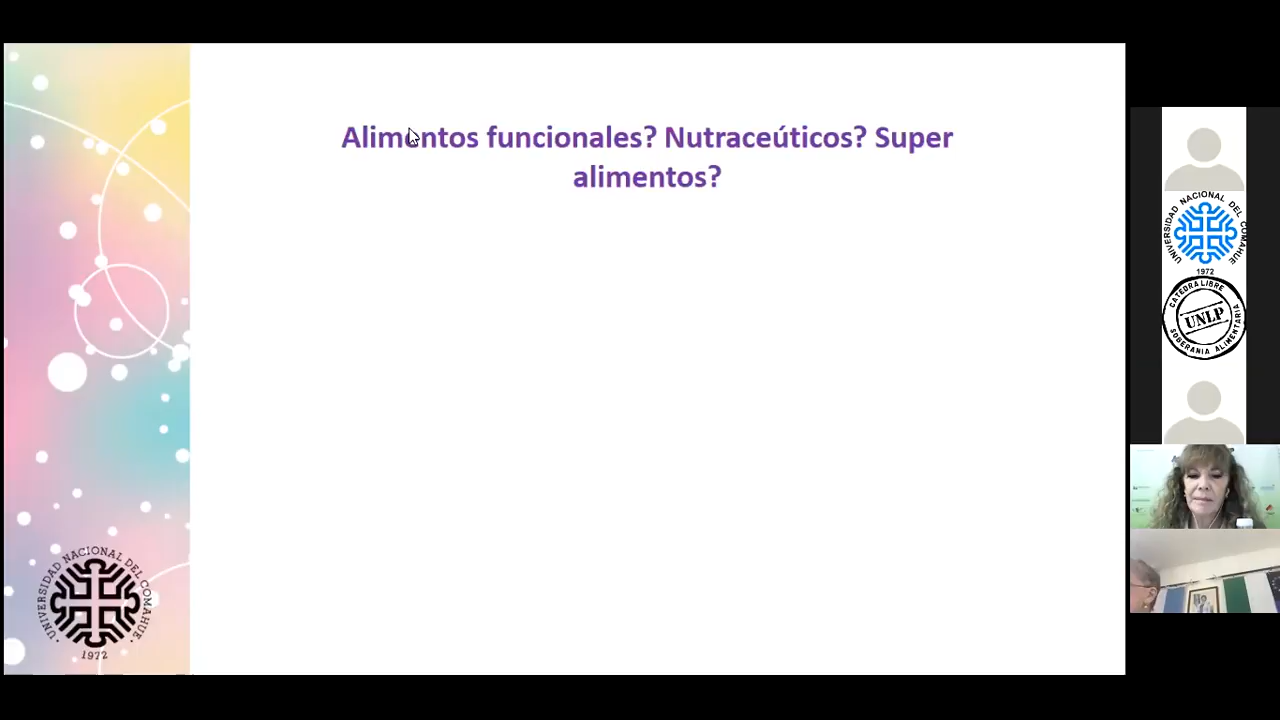 Alimentos funcionales? Nutraceúticos? Super
alimentos?
UNIVERSIDAD NACIONAL DEL COMAHUE
1972
UNIVERSIDAD NACIONAL DEL COMAHUE
1972
CATEDRA LIBRE
UNLP
SOBERANIA ALIMENTARIA